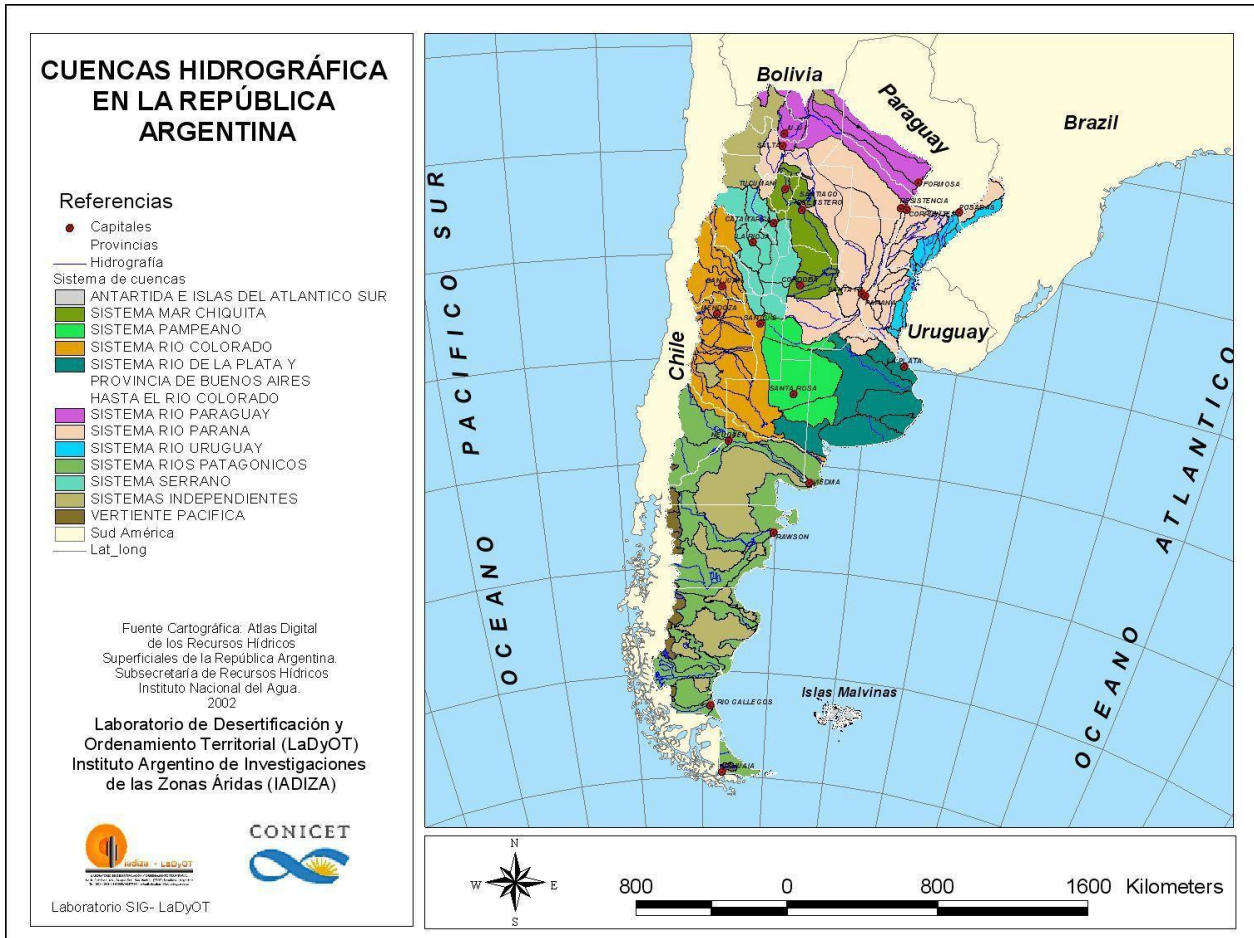 CUENCAS HIDROGRÁFICA
EN LA REPÚBLICA
ARGENTINA
Referencias
Capitales
Provincias
Hidrografía
Sistema de cuencas
ANTARTIDA E ISLAS DEL ATLANTICO SUR
SISTEMA MAR CHIQUITA
SISTEMA PAMPEANO
SISTEMA RIO COLORADO
SISTEMA RIO DE LA PLATA Y
PROVINCIA DE BUENOS AIRES
HASTA EL RIO COLORADO
SISTEMA RIO PARAGUAY
SISTEMA RIO PARANA
SISTEMA RIO URUGUAY
SISTEMA RIOS PATAGONICOS
SISTEMA SERRANO
SISTEMAS INDEPENDIENTES
VERTIENTE PACIFICA
Sud América
Lat_long
Fuente Cartográfica: Atlas Digital
de los Recursos Hídricos
Superficiales de la República Argentina.
Subsecretaría de Recursos Hídricos
Instituto Nacional del Agua.
2002
Laboratorio de Desertificación y
Ordenamiento Territorial (LaDyOT)
Instituto Argentino de Investigaciones
de las Zonas Áridas (IADIZA)
iadiza - LaDyOT
CONICET
Laboratorio SIG- LaDyOT
Bolivia
Paraguay
Brazil
Uruguay
Chile
OCEANO PACIFICO SUR
OCEANO ATLANTICO
Islas Malvinas
SALTA
TUCUMAN
SANTIAGO
FORMOSA
RESISTENCIA
POSADAS
LA RIOJA
CORDOBA
PARANA
MENDOZA
SAN LUIS
LA PLATA
SANTA ROSA
NEUQUEN
VIEDMA
RAWSON
RIO GALLEGOS
N
W
E
S
800
0
800
1600
Kilometers